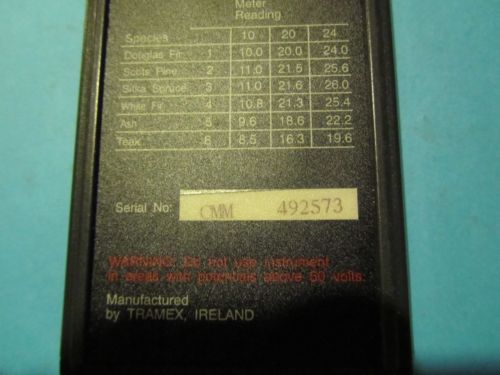 Meter
Reading
Species 10 20 24
Douglas Fir 1 10.0 20.0 24.0
Scots Pine 2 11.0 21.5 25.6
Sitka Spruce 3 11.0 21.6 26.0
White Fir 4 10.8 21.3 25.4
Ash 5 9.6 18.6 22.2
Teak 6 8.5 16.3 19.6
Serial No: CMM 492573
WARNING: Do not use instrument
in areas with potentials above 50 volts.
Manufactured
by TRAMEX, IRELAND